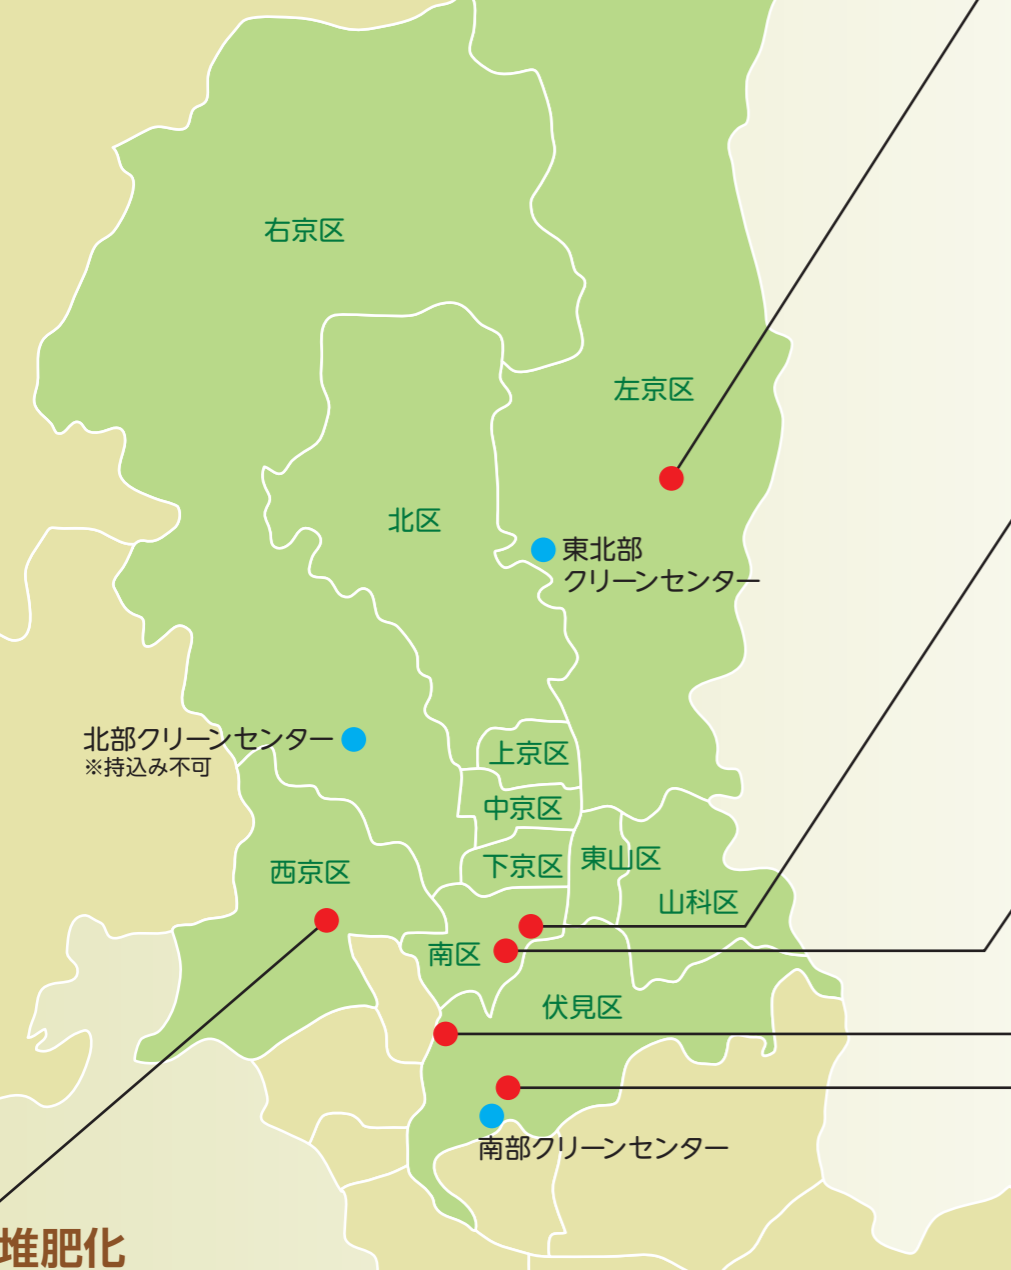 右京区
左京区
北区
東北部
クリーンセンター
北部クリーンセンター
※持込み不可
上京区
中京区
下京区
東山区
西京区
山科区
南区
伏見区
南部クリーンセンター
堆肥化